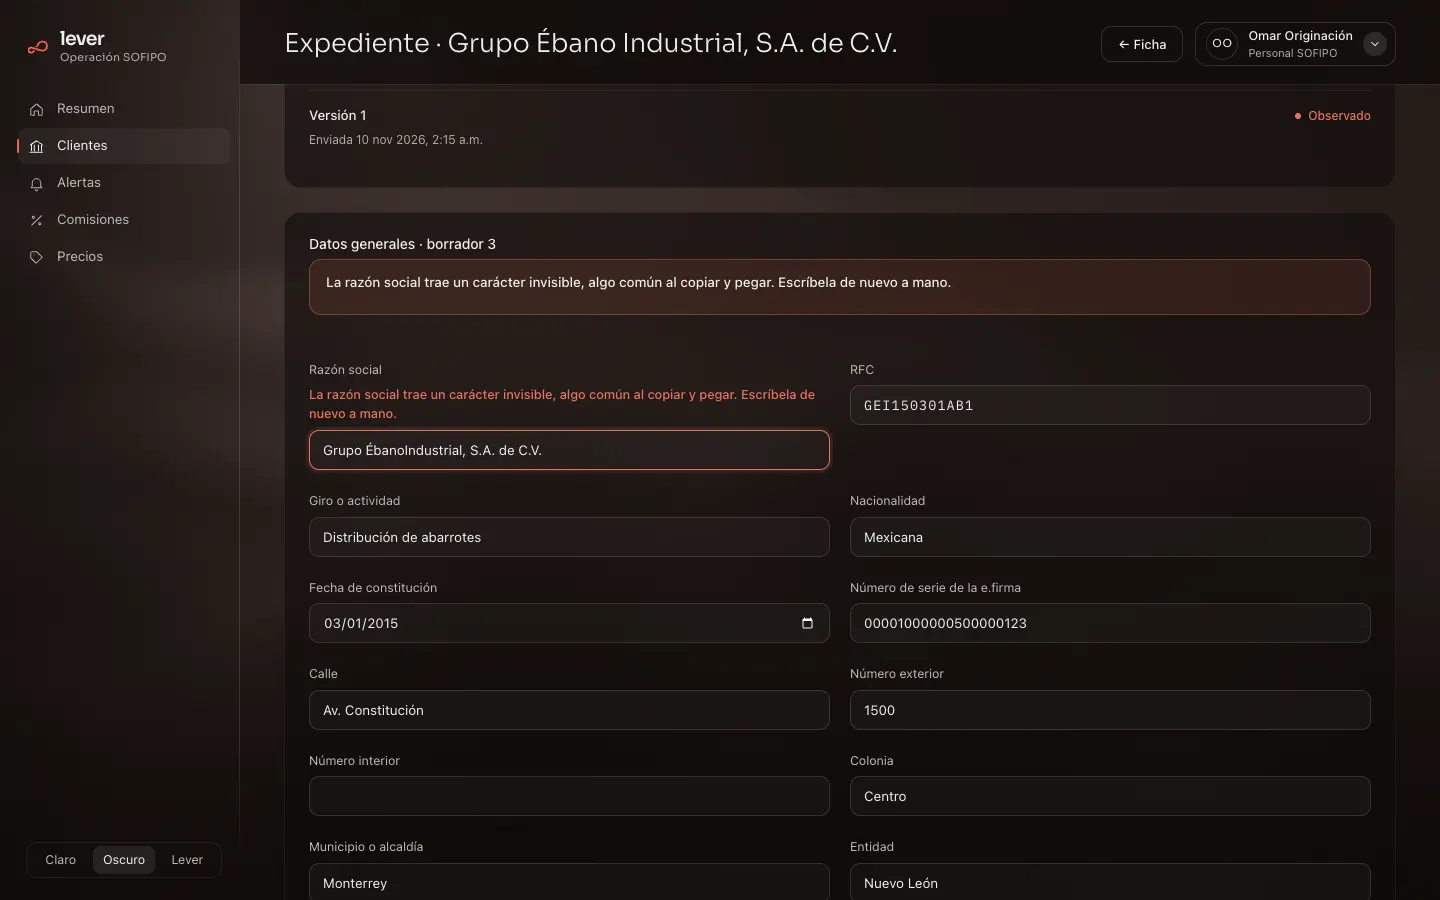 lever
Operación SOFIPO
Expediente · Grupo Ébano Industrial, S.A. de C.V.
← Ficha
OO
Omar Originación
Personal SOFIPO
Resumen
Clientes
Alertas
Comisiones
Precios
Versión 1
Observado
Enviada 10 nov 2026, 2:15 a.m.
Datos generales · borrador 3
La razón social trae un carácter invisible, algo común al copiar y pegar. Escríbela de nuevo a mano.
Razón social
La razón social trae un carácter invisible, algo común al copiar y pegar. Escríbela de
nuevo a mano.
Grupo ÉbanoIndustrial, S.A. de C.V.
RFC
GEI150301AB1
Giro o actividad
Distribución de abarrotes
Nacionalidad
Mexicana
Fecha de constitución
03/01/2015
Número de serie de la e.firma
00001000000500000123
Calle
Av. Constitución
Número exterior
1500
Número interior
Colonia
Centro
Municipio o alcaldía
Monterrey
Entidad
Nuevo León
Claro
Oscuro
Lever